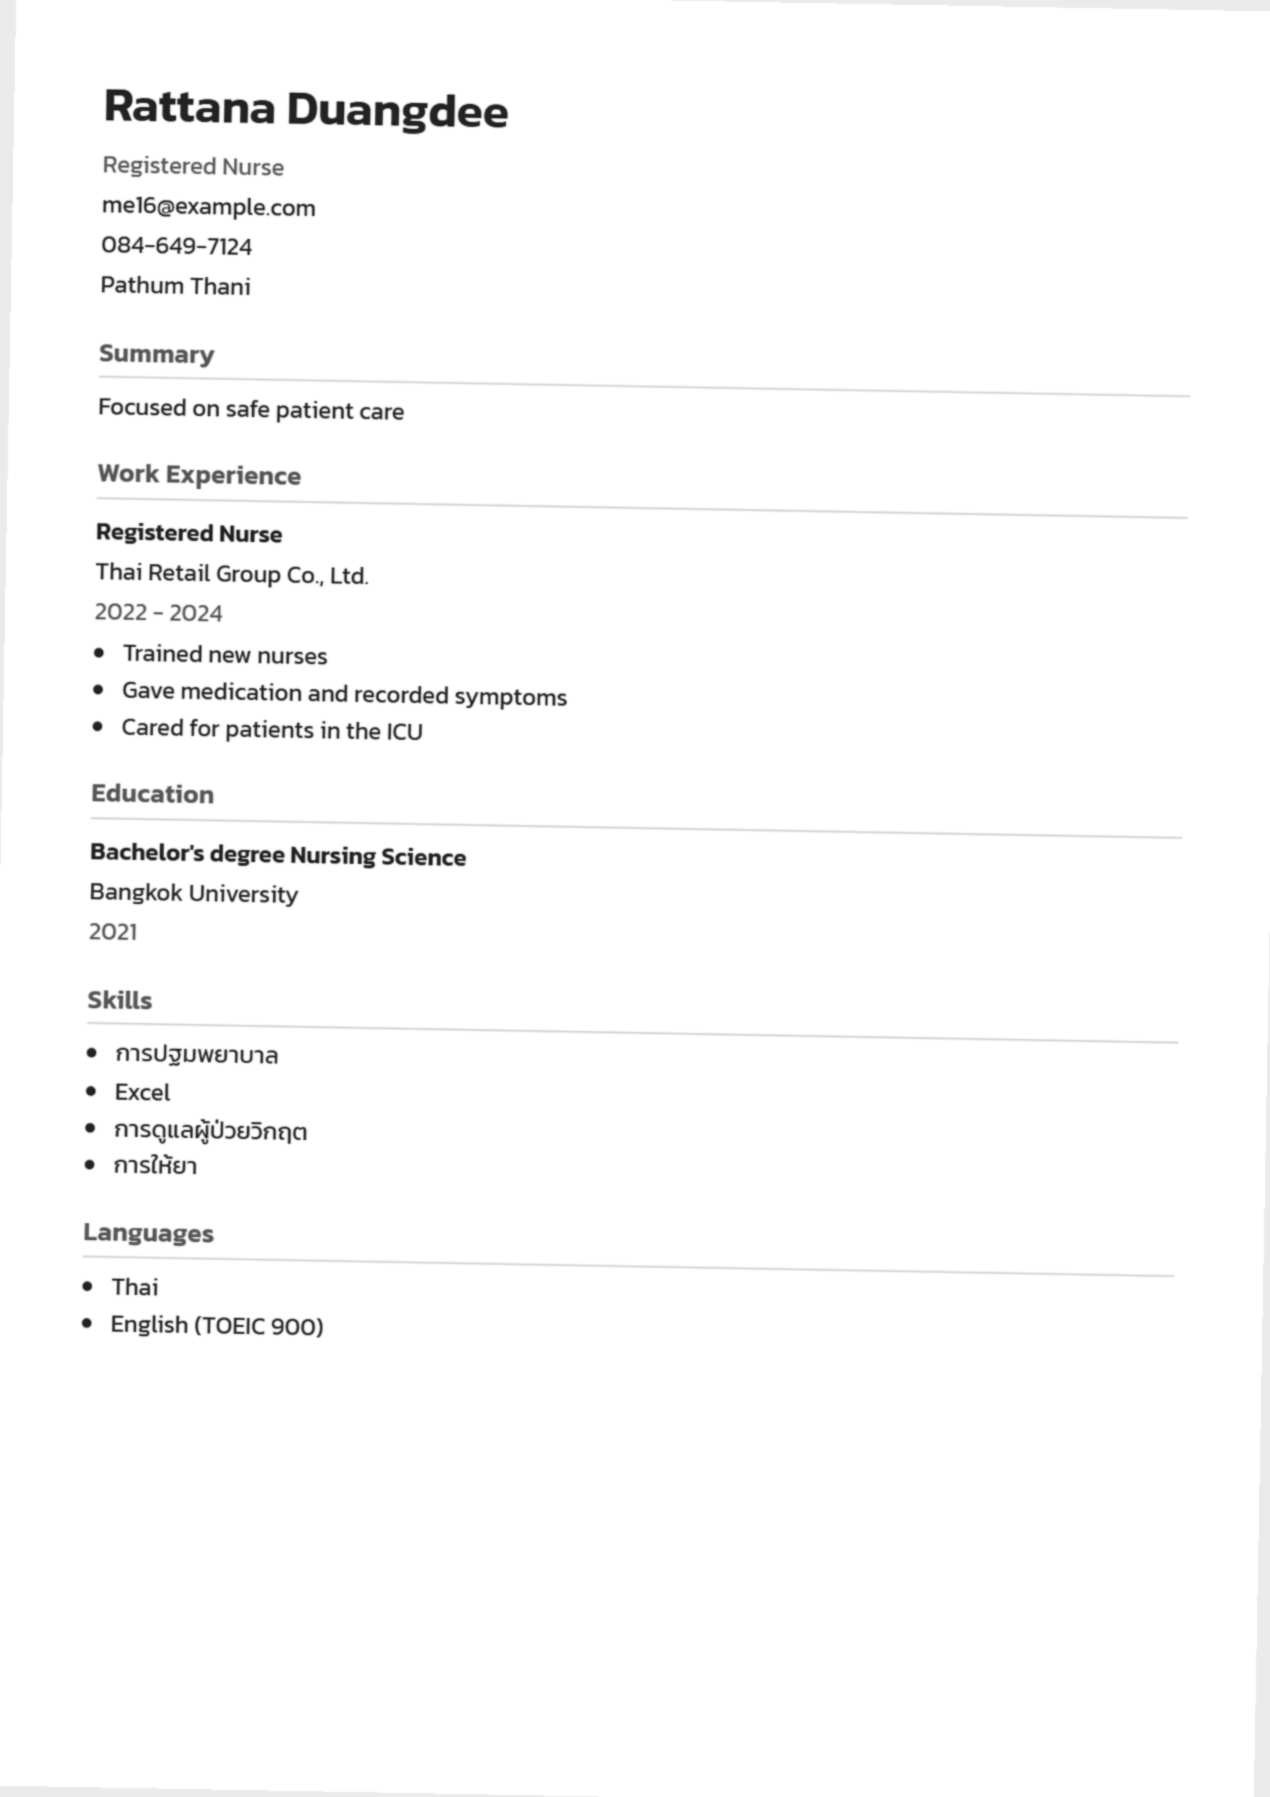 Rattana Duangdee
Registered Nurse
me16@example.com
084-649-7124
Pathum Thani
Summary
Focused on safe patient care
Work Experience
Registered Nurse
Thai Retail Group Co., Ltd.
2022 - 2024
• Trained new nurses
• Gave medication and recorded symptoms
• Cared for patients in the ICU
Education
Bachelor's degree Nursing Science
Bangkok University
2021
Skills
• การปฐมพยาบาล
• Excel
• การดูแลผู้ป่วยวิกฤต
• การให้ยา
Languages
• Thai
• English (TOEIC 900)